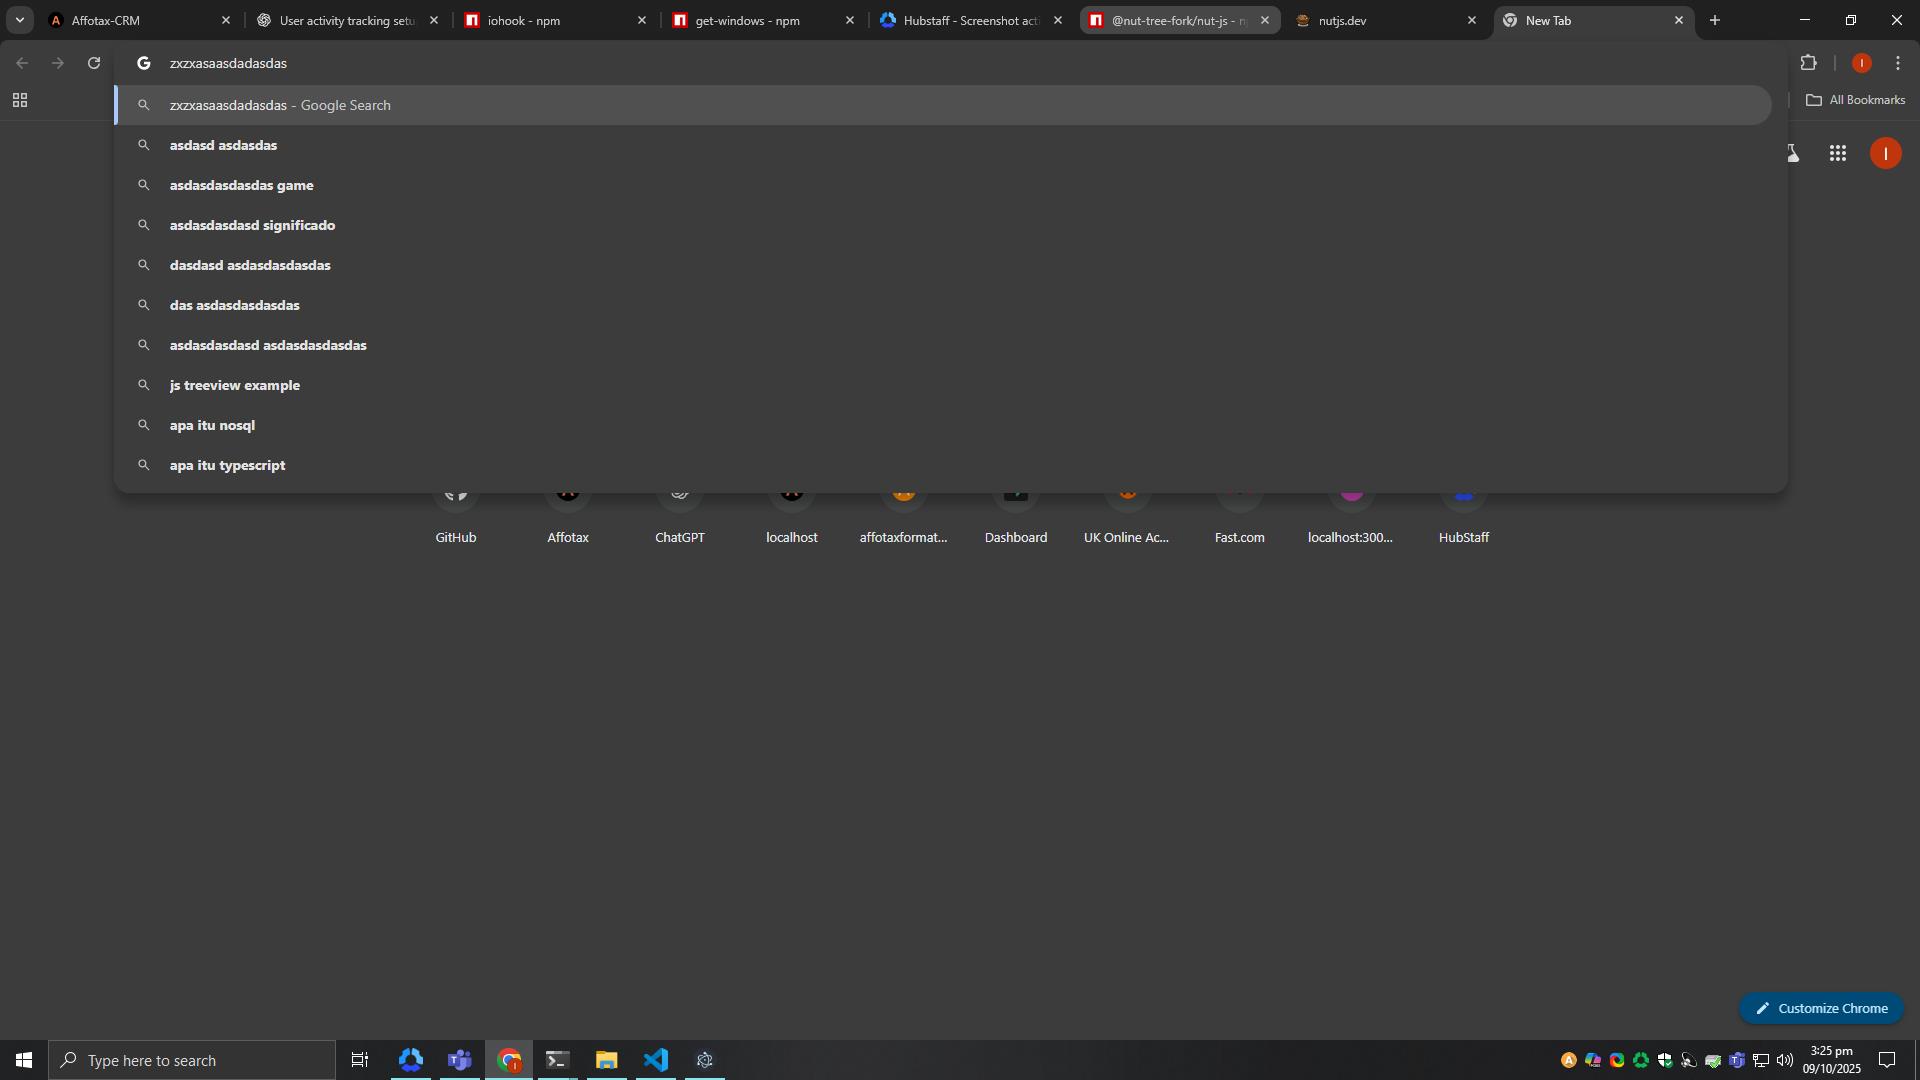 Affotax-CRM
User activity tracking setu
iohook - npm
get-windows - npm
Hubstaff - Screenshot acti
@nut-tree-fork/nut-js - n
nutjs.dev
New Tab
zxzxasaasdadasdas
I
zxzxasaasdadasdas - Google Search
All Bookmarks
asdasd asdasdas
I
asdasdasdasdas game
asdasdasdasd significado
dasdasd asdasdasdasdas
das asdasdasdasdas
asdasdasdasd asdasdasdasdas
js treeview example
apa itu nosql
apa itu typescript
GitHub
Affotax
ChatGPT
localhost
affotaxformat...
Dashboard
UK Online Ac...
Fast.com
localhost:300...
HubStaff
Customize Chrome
Type here to search
3:25 pm
09/10/2025